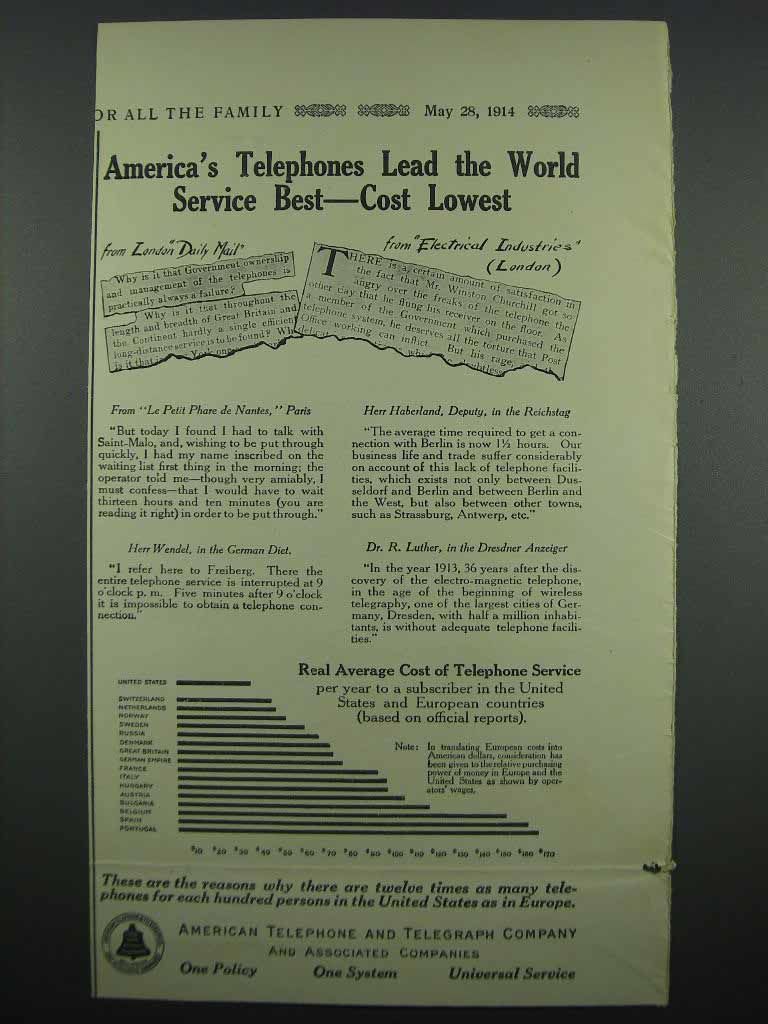 OR ALL THE FAMILY May 28, 1914
America's Telephones Lead the World
Service Best—Cost Lowest
from London "Daily Mail"
Why is it that Government ownership
and management of the telephones is
practically always a failure?
Why is it that throughout the
length and breadth of Great Britain and
the Continent hardly a single efficient
long-distance service is to be found? Wh
is it that York
from "Electrical Industries"
(London)
THERE is a certain amount of satisfaction in
the fact that Mr. Winston Churchill got so
angry over the freaks of the telephone the
other day that he flung his receiver on the floor. As
a member of the Government which purchased the
telephone system, he deserves all the torture that Post
Office working can inflict. But his rage,
From "Le Petit Phare de Nantes," Paris
"But today I found I had to talk with
Saint-Malo, and, wishing to be put through
quickly, I had my name inscribed on the
waiting list first thing in the morning; the
operator told me—though very amiably, I
must confess—that I would have to wait
thirteen hours and ten minutes (you are
reading it right) in order to be put through."
Herr Haberland, Deputy, in the Reichstag
"The average time required to get a con-
nection with Berlin is now 1½ hours. Our
business life and trade suffer considerably
on account of this lack of telephone facili-
ties, which exists not only between Dus-
seldorf and Berlin and between Berlin and
the West, but also between other towns,
such as Strassburg, Antwerp, etc."
Herr Wendel, in the German Diet.
"I refer here to Freiberg. There the
entire telephone service is interrupted at 9
o'clock p. m. Five minutes after 9 o'clock
it is impossible to obtain a telephone con-
nection."
Dr. R. Luther, in the Dresdner Anzeiger
"In the year 1913, 36 years after the dis-
covery of the electro-magnetic telephone,
in the age of the beginning of wireless
telegraphy, one of the largest cities of Ger-
many, Dresden, with half a million inhabi-
tants, is without adequate telephone facili-
ties."
Real Average Cost of Telephone Service
per year to a subscriber in the United
States and European countries
(based on official reports).
Note: In translating European costs into
American dollars, consideration has
been given to the relative purchasing
power of money in Europe and the
United States as shown by oper-
ators' wages.
UNITED STATES
SWITZERLAND
NETHERLANDS
NORWAY
SWEDEN
RUSSIA
DENMARK
GREAT BRITAIN
GERMAN EMPIRE
FRANCE
ITALY
HUNGARY
AUSTRIA
BULGARIA
BELGIUM
SPAIN
PORTUGAL
$10 $20 $30 $40 $50 $60 $70 $80 $90 $100 $110 $120 $130 $140 $150 $160 $170
These are the reasons why there are twelve times as many tele-
phones for each hundred persons in the United States as in Europe.
AMERICAN TELEPHONE AND TELEGRAPH COMPANY
AND ASSOCIATED COMPANIES
One Policy One System Universal Service